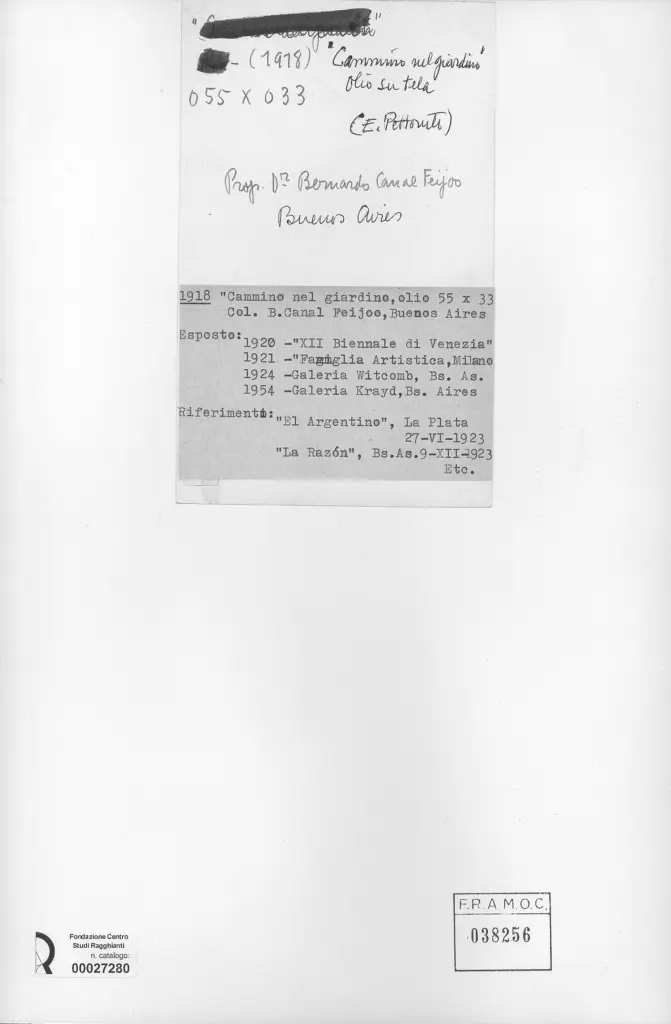 - (1918) "Cammino nel giardino"
olio su tela
055 X 033
(E. Pettoruti)
Prop. Dr. Bernardo Canal Feijoo
Buenos Aires
1918 "Cammino nel giardino,olio 55 x 33
Col. B.Canal Feijoo,Buenos Aires
Esposto:
1920 -"XII Biennale di Venezia"
1921 -"Famiglia Artistica,Milano
1924 -Galeria Witcomb, Bs. As.
1954 -Galeria Krayd,Bs. Aires
Riferimenti:
"El Argentino", La Plata
27-VI-1923
"La Razón", Bs.As.9-XII-1923
Etc.
F.R.A.M.O.C.
038256
Fondazione Centro
Studi Ragghianti
n. catalogo:
00027280